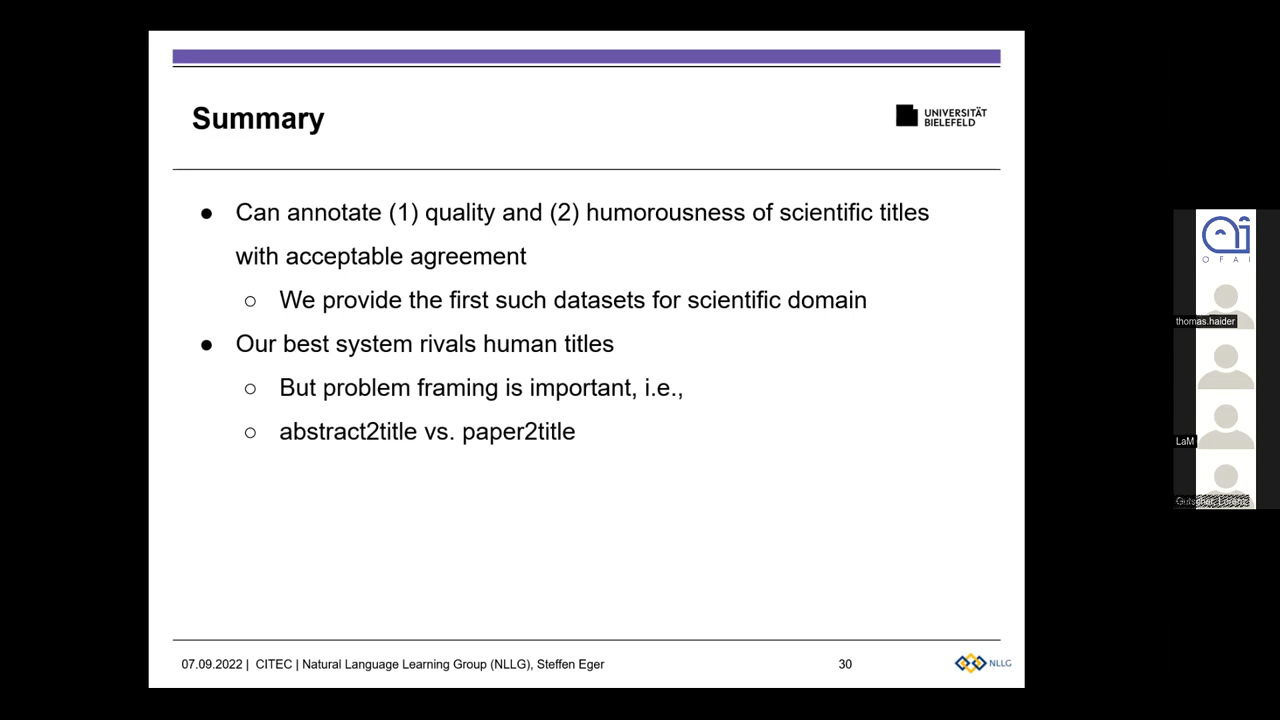 Summary
UNIVERSITÄT
BIELEFELD
● Can annotate (1) quality and (2) humorousness of scientific titles
with acceptable agreement
○ We provide the first such datasets for scientific domain
● Our best system rivals human titles
○ But problem framing is important, i.e.,
○ abstract2title vs. paper2title
07.09.2022 | CITEC | Natural Language Learning Group (NLLG), Steffen Eger
30
NLLG
OFAI
thomas.haider
LaM